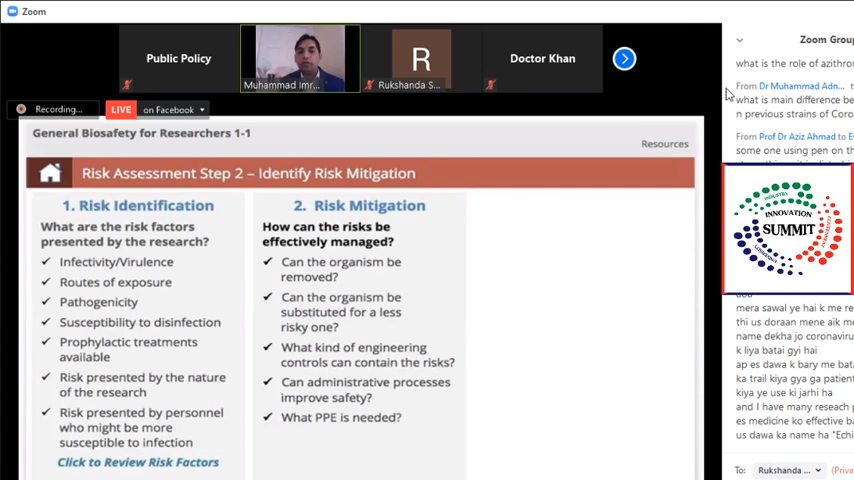 Zoom
Public Policy
Muhammad Imr...
R
Rukshanda S...
Doctor Khan
Recording...
LIVE on Facebook
General Biosafety for Researchers 1-1
Resources
Risk Assessment Step 2 – Identify Risk Mitigation
1. Risk Identification
What are the risk factors
presented by the research?
Infectivity/Virulence
Routes of exposure
Pathogenicity
Susceptibility to disinfection
Prophylactic treatments
available
Risk presented by the nature
of the research
Risk presented by personnel
who might be more
susceptible to infection
Click to Review Risk Factors
2. Risk Mitigation
How can the risks be
effectively managed?
Can the organism be
removed?
Can the organism be
substituted for a less
risky one?
What kind of engineering
controls can contain the risks?
Can administrative processes
improve safety?
What PPE is needed?
Zoom Group
what is the role of azithro
From Dr Muhammad Adn...
what is main difference be
n previous strains of Coro
From Prof Dr Aziz Ahmad to E
some one using pen on th
INDUSTRY
INNOVATION
SUMMIT
GOVERNMENT
UNIVERSITY
mera sawal ye hai k me re
thi us doraan mene aik m
name dekha jo coronaviru
k liya batai gyi hai
ap es dawa k bary me bata
ka trail kiya gya ga patient
kiya ye use ki jarhi ha
and I have many reseach p
es medicine ko effective ba
us dawa ka name ha "Echi
To: Rukshanda ... (Priva